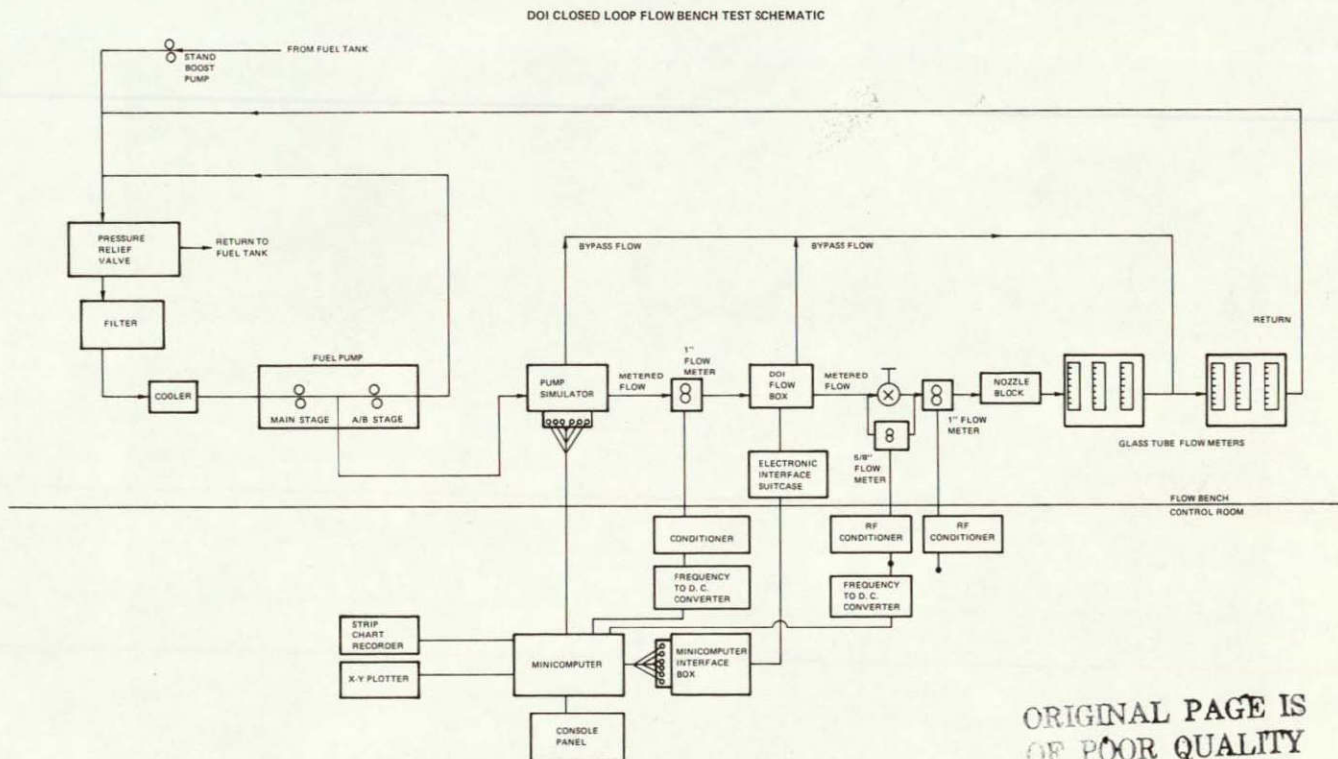 DOI CLOSED LOOP FLOW BENCH TEST SCHEMATIC
FROM FUEL TANK
STAND
BOOST
PUMP
PRESSURE
RELIEF
VALVE
RETURN TO
FUEL TANK
BYPASS FLOW
BYPASS FLOW
FILTER
RETURN
FUEL PUMP
1"
FLOW
METER
COOLER
MAIN STAGE
A/B STAGE
PUMP
SIMULATOR
METERED
FLOW
DOI
FLOW
BOX
METERED
FLOW
NOZZLE
BLOCK
1" FLOW
METER
5/8"
FLOW
METER
GLASS TUBE FLOW METERS
ELECTRONIC
INTERFACE
SUITCASE
FLOW BENCH
CONTROL ROOM
CONDITIONER
RF
CONDITIONER
RF
CONDITIONER
FREQUENCY
TO D. C.
CONVERTER
FREQUENCY
TO D. C.
CONVERTER
STRIP
CHART
RECORDER
X-Y PLOTTER
MINICOMPUTER
MINICOMPUTER
INTERFACE
BOX
CONSOLE
PANEL
ORIGINAL PAGE IS
OF POOR QUALITY